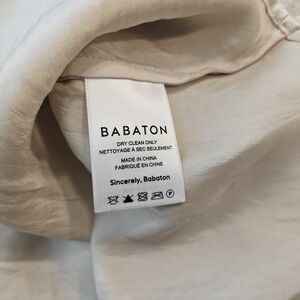 BABATON
DRY CLEAN ONLY
NETTOYAGE À SEC SEULEMENT
MADE IN CHINA
FABRIQUÉ EN CHINE
Sincerely, Babaton
P